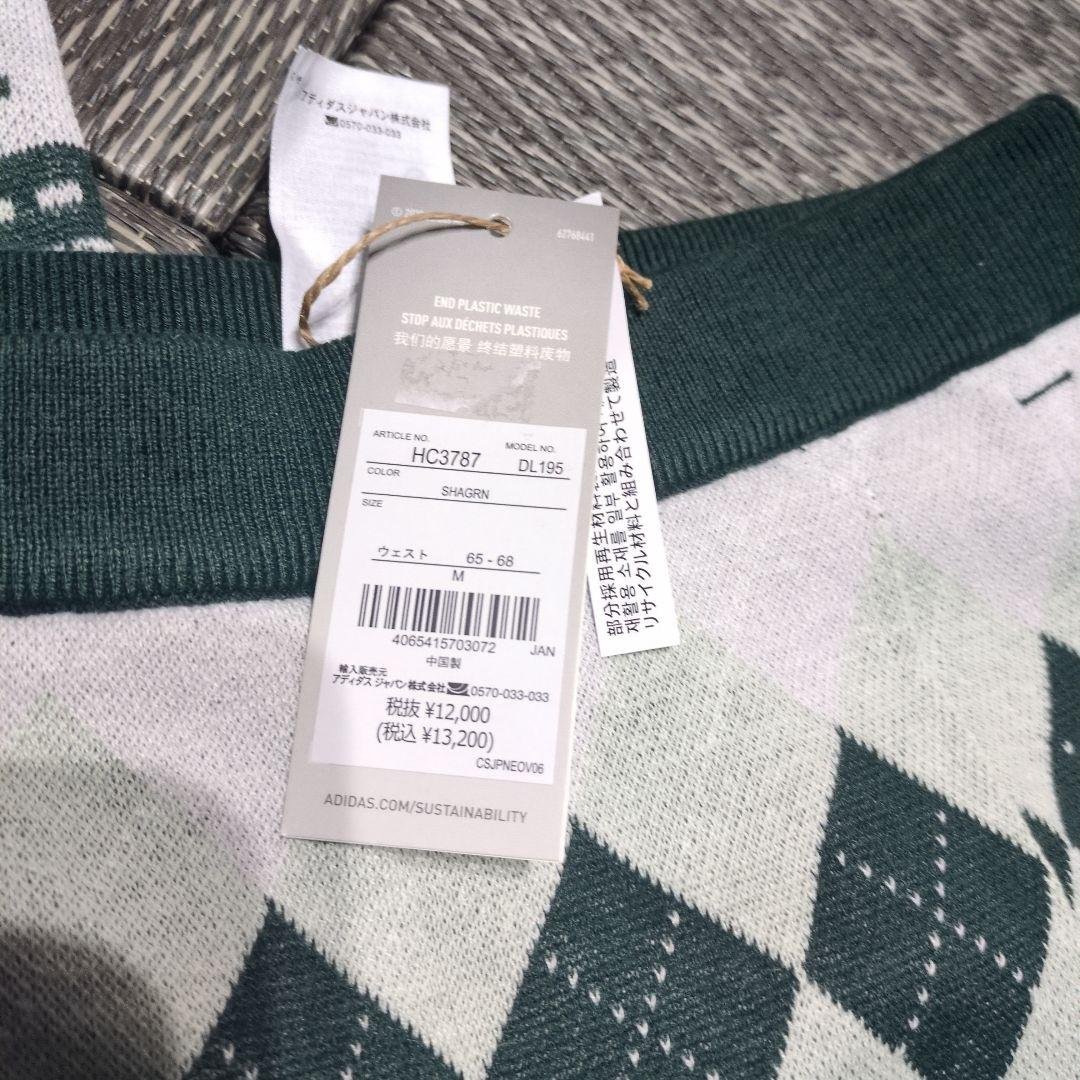 アディダスジャパン株式会社
0570-033-033
62768441
END PLASTIC WASTE
STOP AUX DÉCHETS PLASTIQUES
我们的愿景 终结塑料废物
ARTICLE NO.
MODEL NO.
HC3787
DL195
COLOR
SHAGRN
SIZE
ウェスト 65 - 68
M
4065415703072 JAN
中国製
輸入販売元
アディダス ジャパン株式会社 0570-033-033
税抜 ¥12,000
(税込 ¥13,200)
CSJPNEOV06
ADIDAS.COM/SUSTAINABILITY
部分採用再生材料
재활용 소재를 일부 활용하여
リサイクル材料と組み合わせて製造